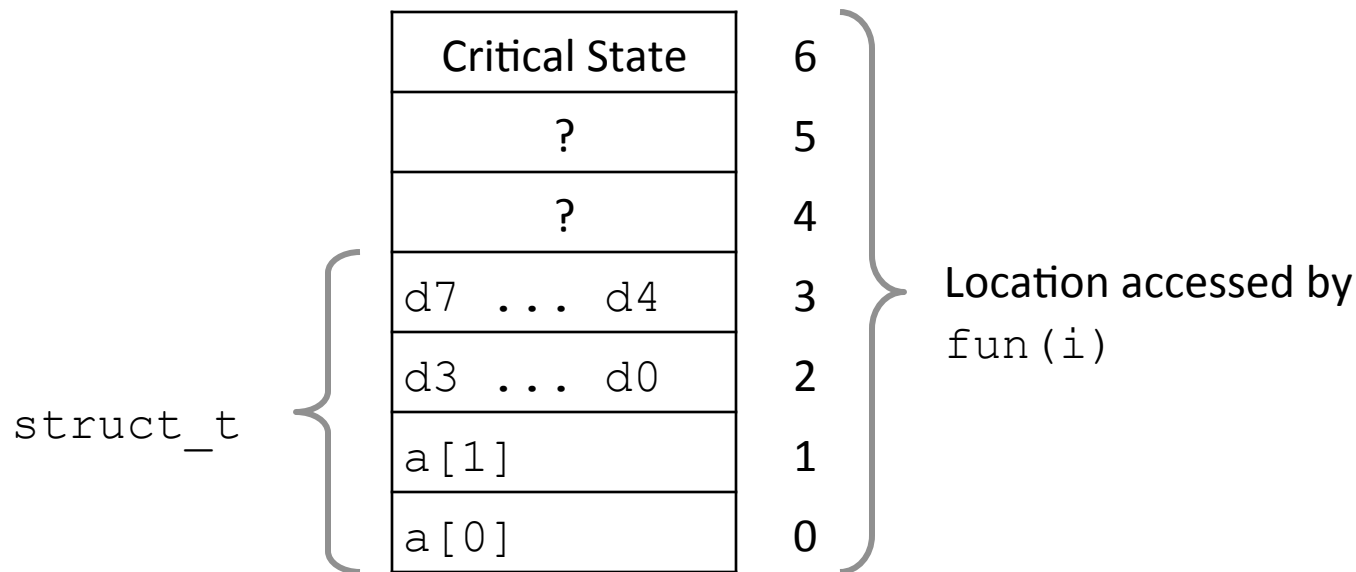 Critical State 6
? 5
? 4
d7 ... d4 3
Location accessed by
fun(i)
d3 ... d0 2
struct_t
a[1] 1
a[0] 0